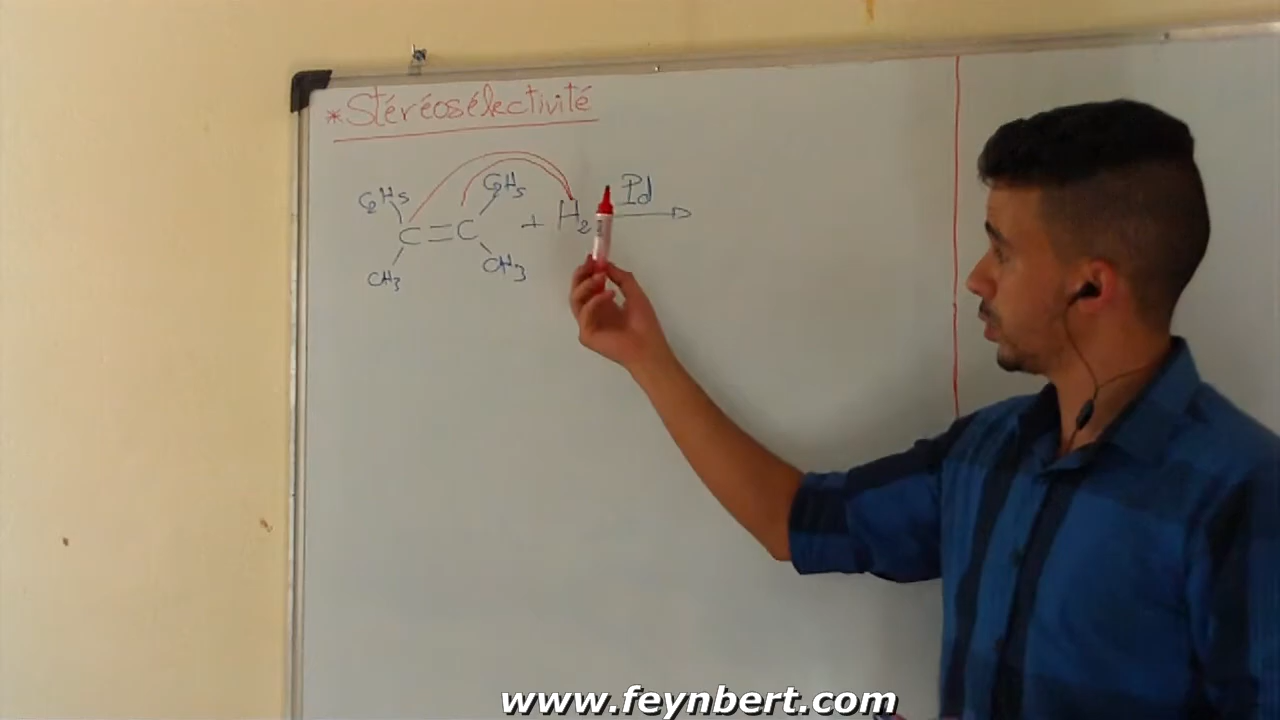 *Stéréosélectivité
C6H5 C6H5 Pd
C=C + H2 →
CH3 CH3
www.feynbert.com